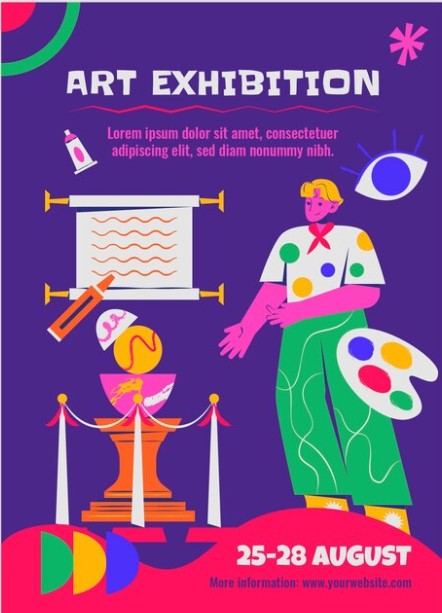 ART EXHIBITION
Lorem ipsum dolor sit amet, consectetuer
adipiscing elit, sed diam nonummy nibh.
25-28 AUGUST
More information: www.yourwebsite.com